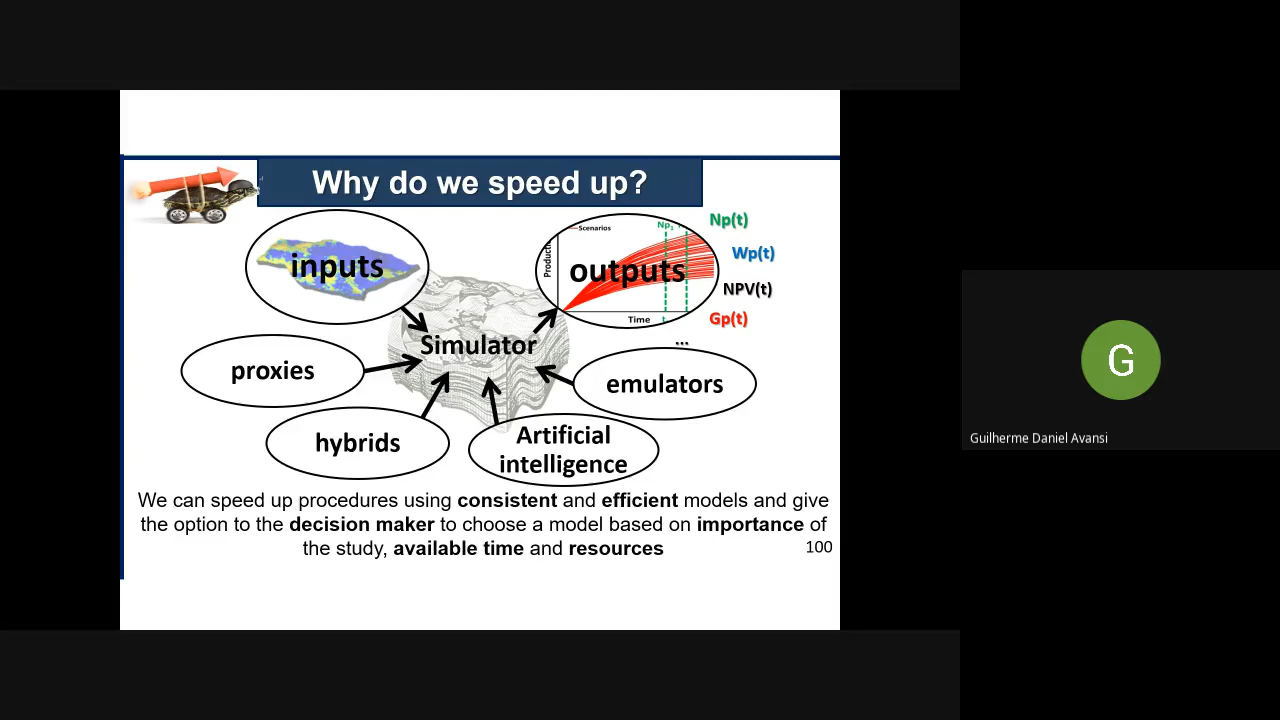 Why do we speed up?
inputs
Scenarios
Time
outputs
Np(t)
Wp(t)
NPV(t)
Gp(t)
...
Simulator
proxies
emulators
hybrids
Artificial
intelligence
We can speed up procedures using consistent and efficient models and give
the option to the decision maker to choose a model based on importance of
the study, available time and resources
100
G
Guilherme Daniel Avansi